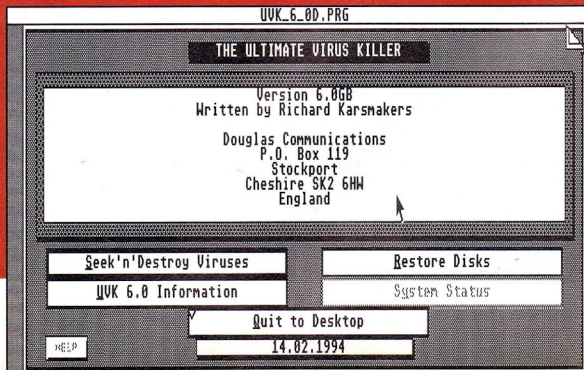 UVK_6_0D.PRG
THE ULTIMATE VIRUS KILLER
Version 6.0GB
Written by Richard Karsmakers
Douglas Communications
P.O. Box 119
Stockport
Cheshire SK2 6HW
England
Seek'n'Destroy Viruses
Restore Disks
UVK 6.0 Information
System Status
Quit to Desktop
HELP
14.02.1994